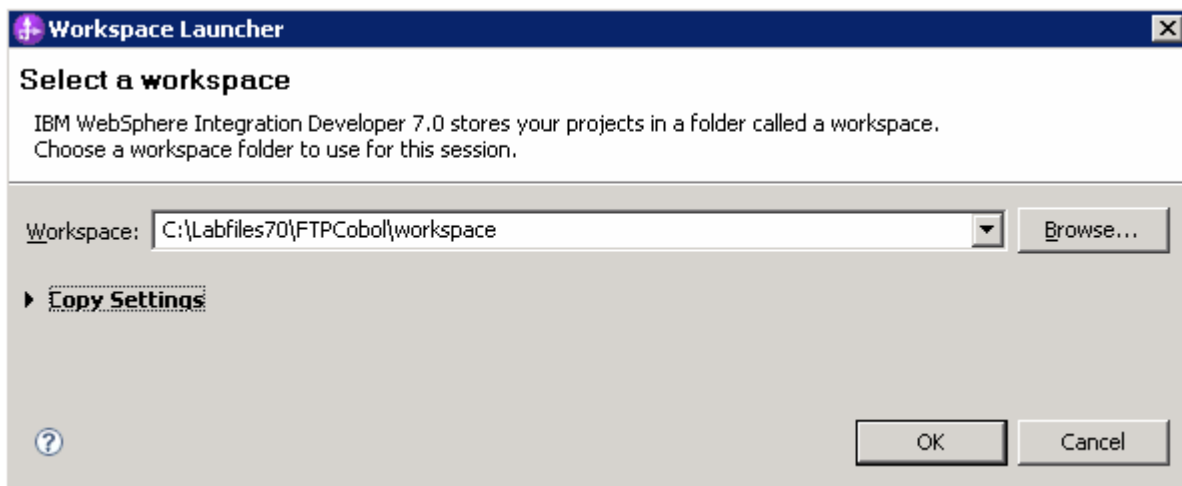 Workspace Launcher
Select a workspace
IBM WebSphere Integration Developer 7.0 stores your projects in a folder called a workspace.
Choose a workspace folder to use for this session.
Workspace: C:\Labfiles70\FTPCobol\workspace Browse...
Copy Settings
? OK Cancel